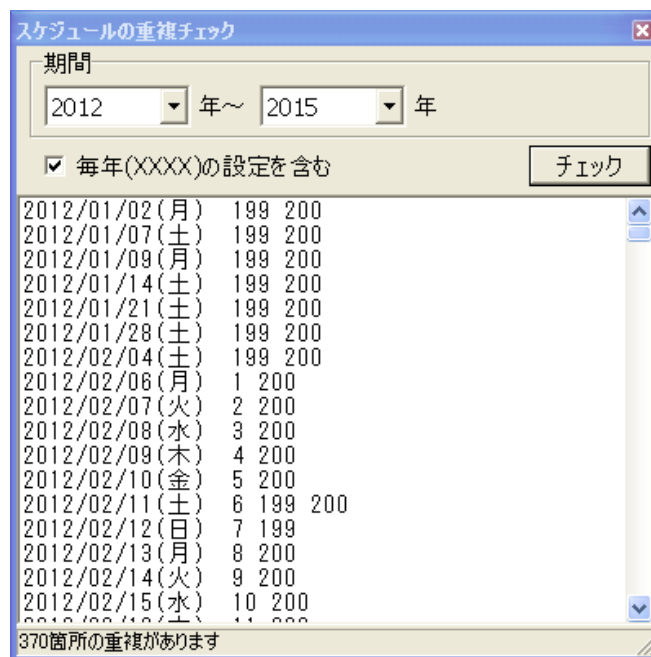 スケジュールの重複チェック
期間
2012 年～ 2015 年
毎年(XXXX)の設定を含む チェック
2012/01/02(月) 199 200
2012/01/07(土) 199 200
2012/01/09(月) 199 200
2012/01/14(土) 199 200
2012/01/21(土) 199 200
2012/01/28(土) 199 200
2012/02/04(土) 199 200
2012/02/06(月) 1 200
2012/02/07(火) 2 200
2012/02/08(水) 3 200
2012/02/09(木) 4 200
2012/02/10(金) 5 200
2012/02/11(土) 6 199 200
2012/02/12(日) 7 199
2012/02/13(月) 8 200
2012/02/14(火) 9 200
2012/02/15(水) 10 200
370箇所の重複があります